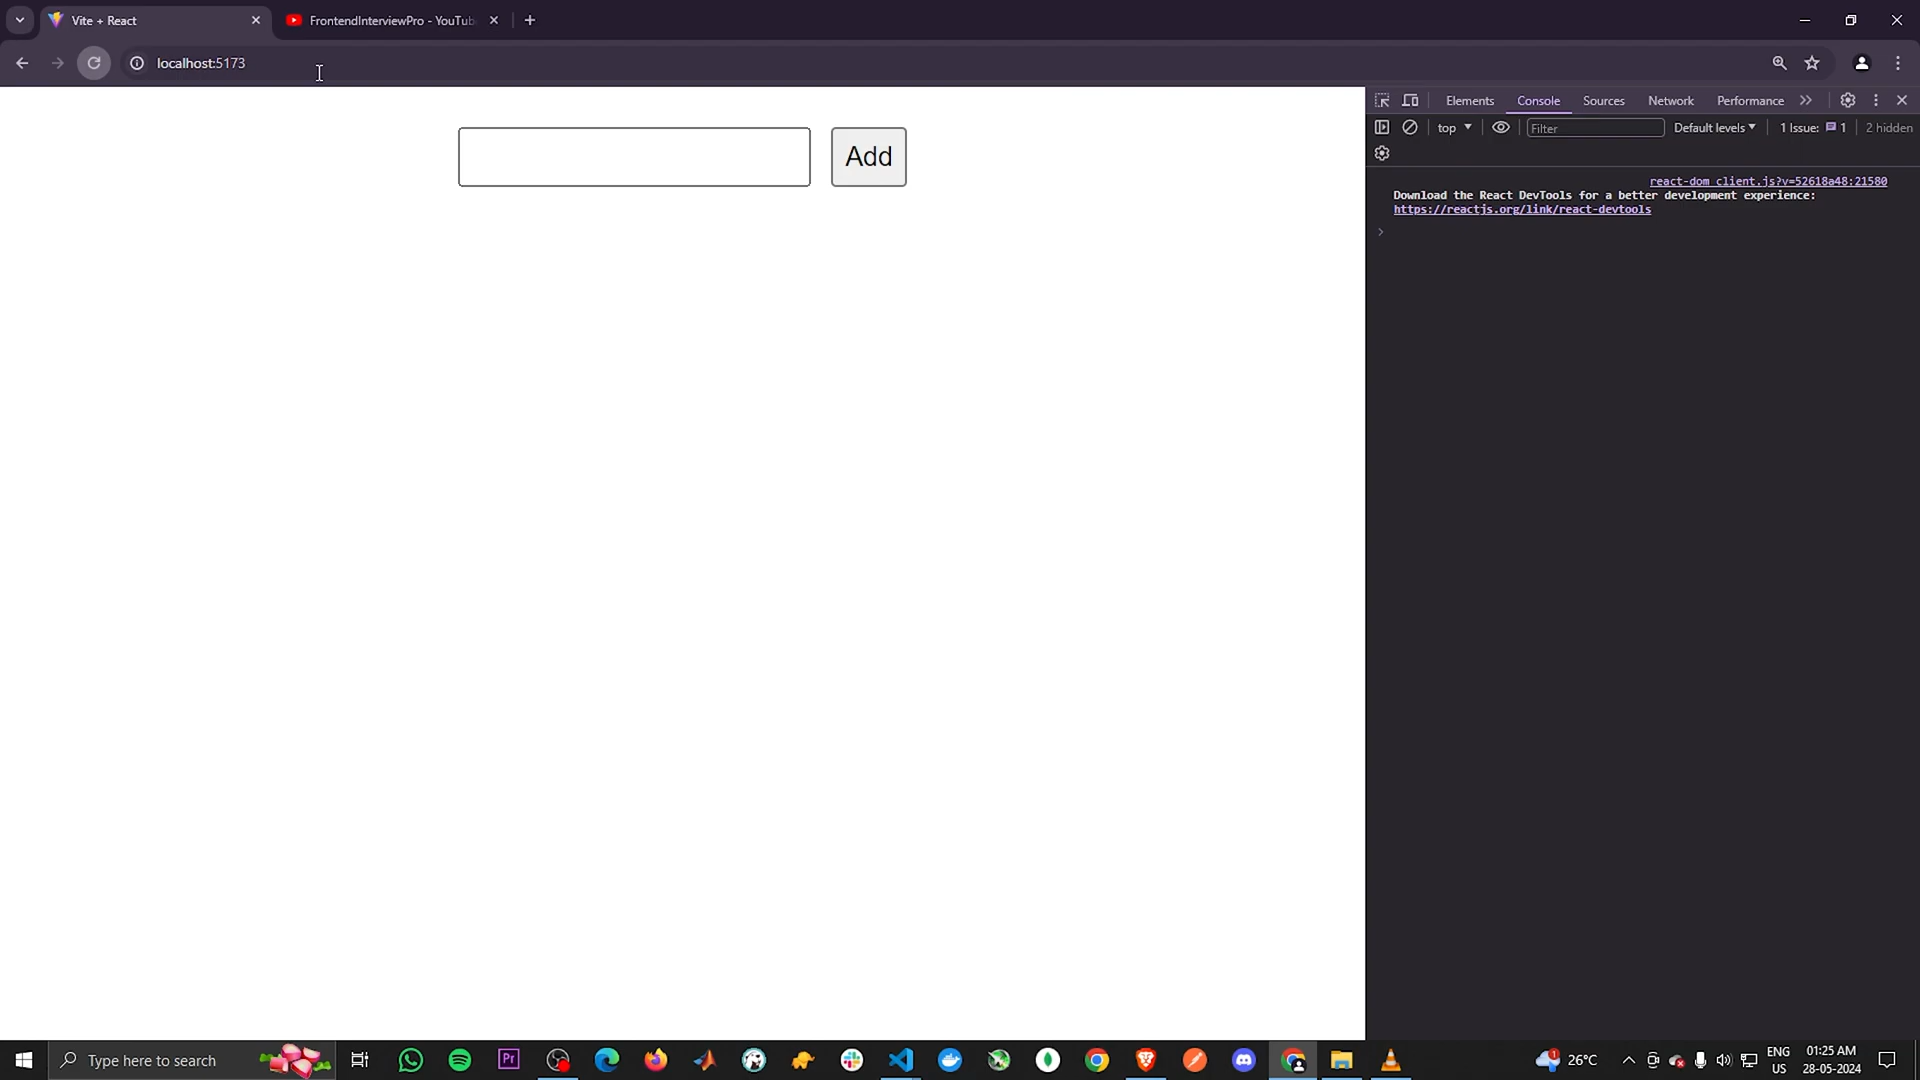 Vite + React
FrontendInterviewPro - YouTub
localhost:5173
Add
Elements
Console
Sources
Network
Performance
top
Filter
Default levels
1 Issue:
1
2 hidden
react-dom_client.js?v=52618a48:21580
Download the React DevTools for a better development experience:
https://reactjs.org/link/react-devtools
Type here to search
Pr
1
26°C
ENG
US
01:25 AM
28-05-2024